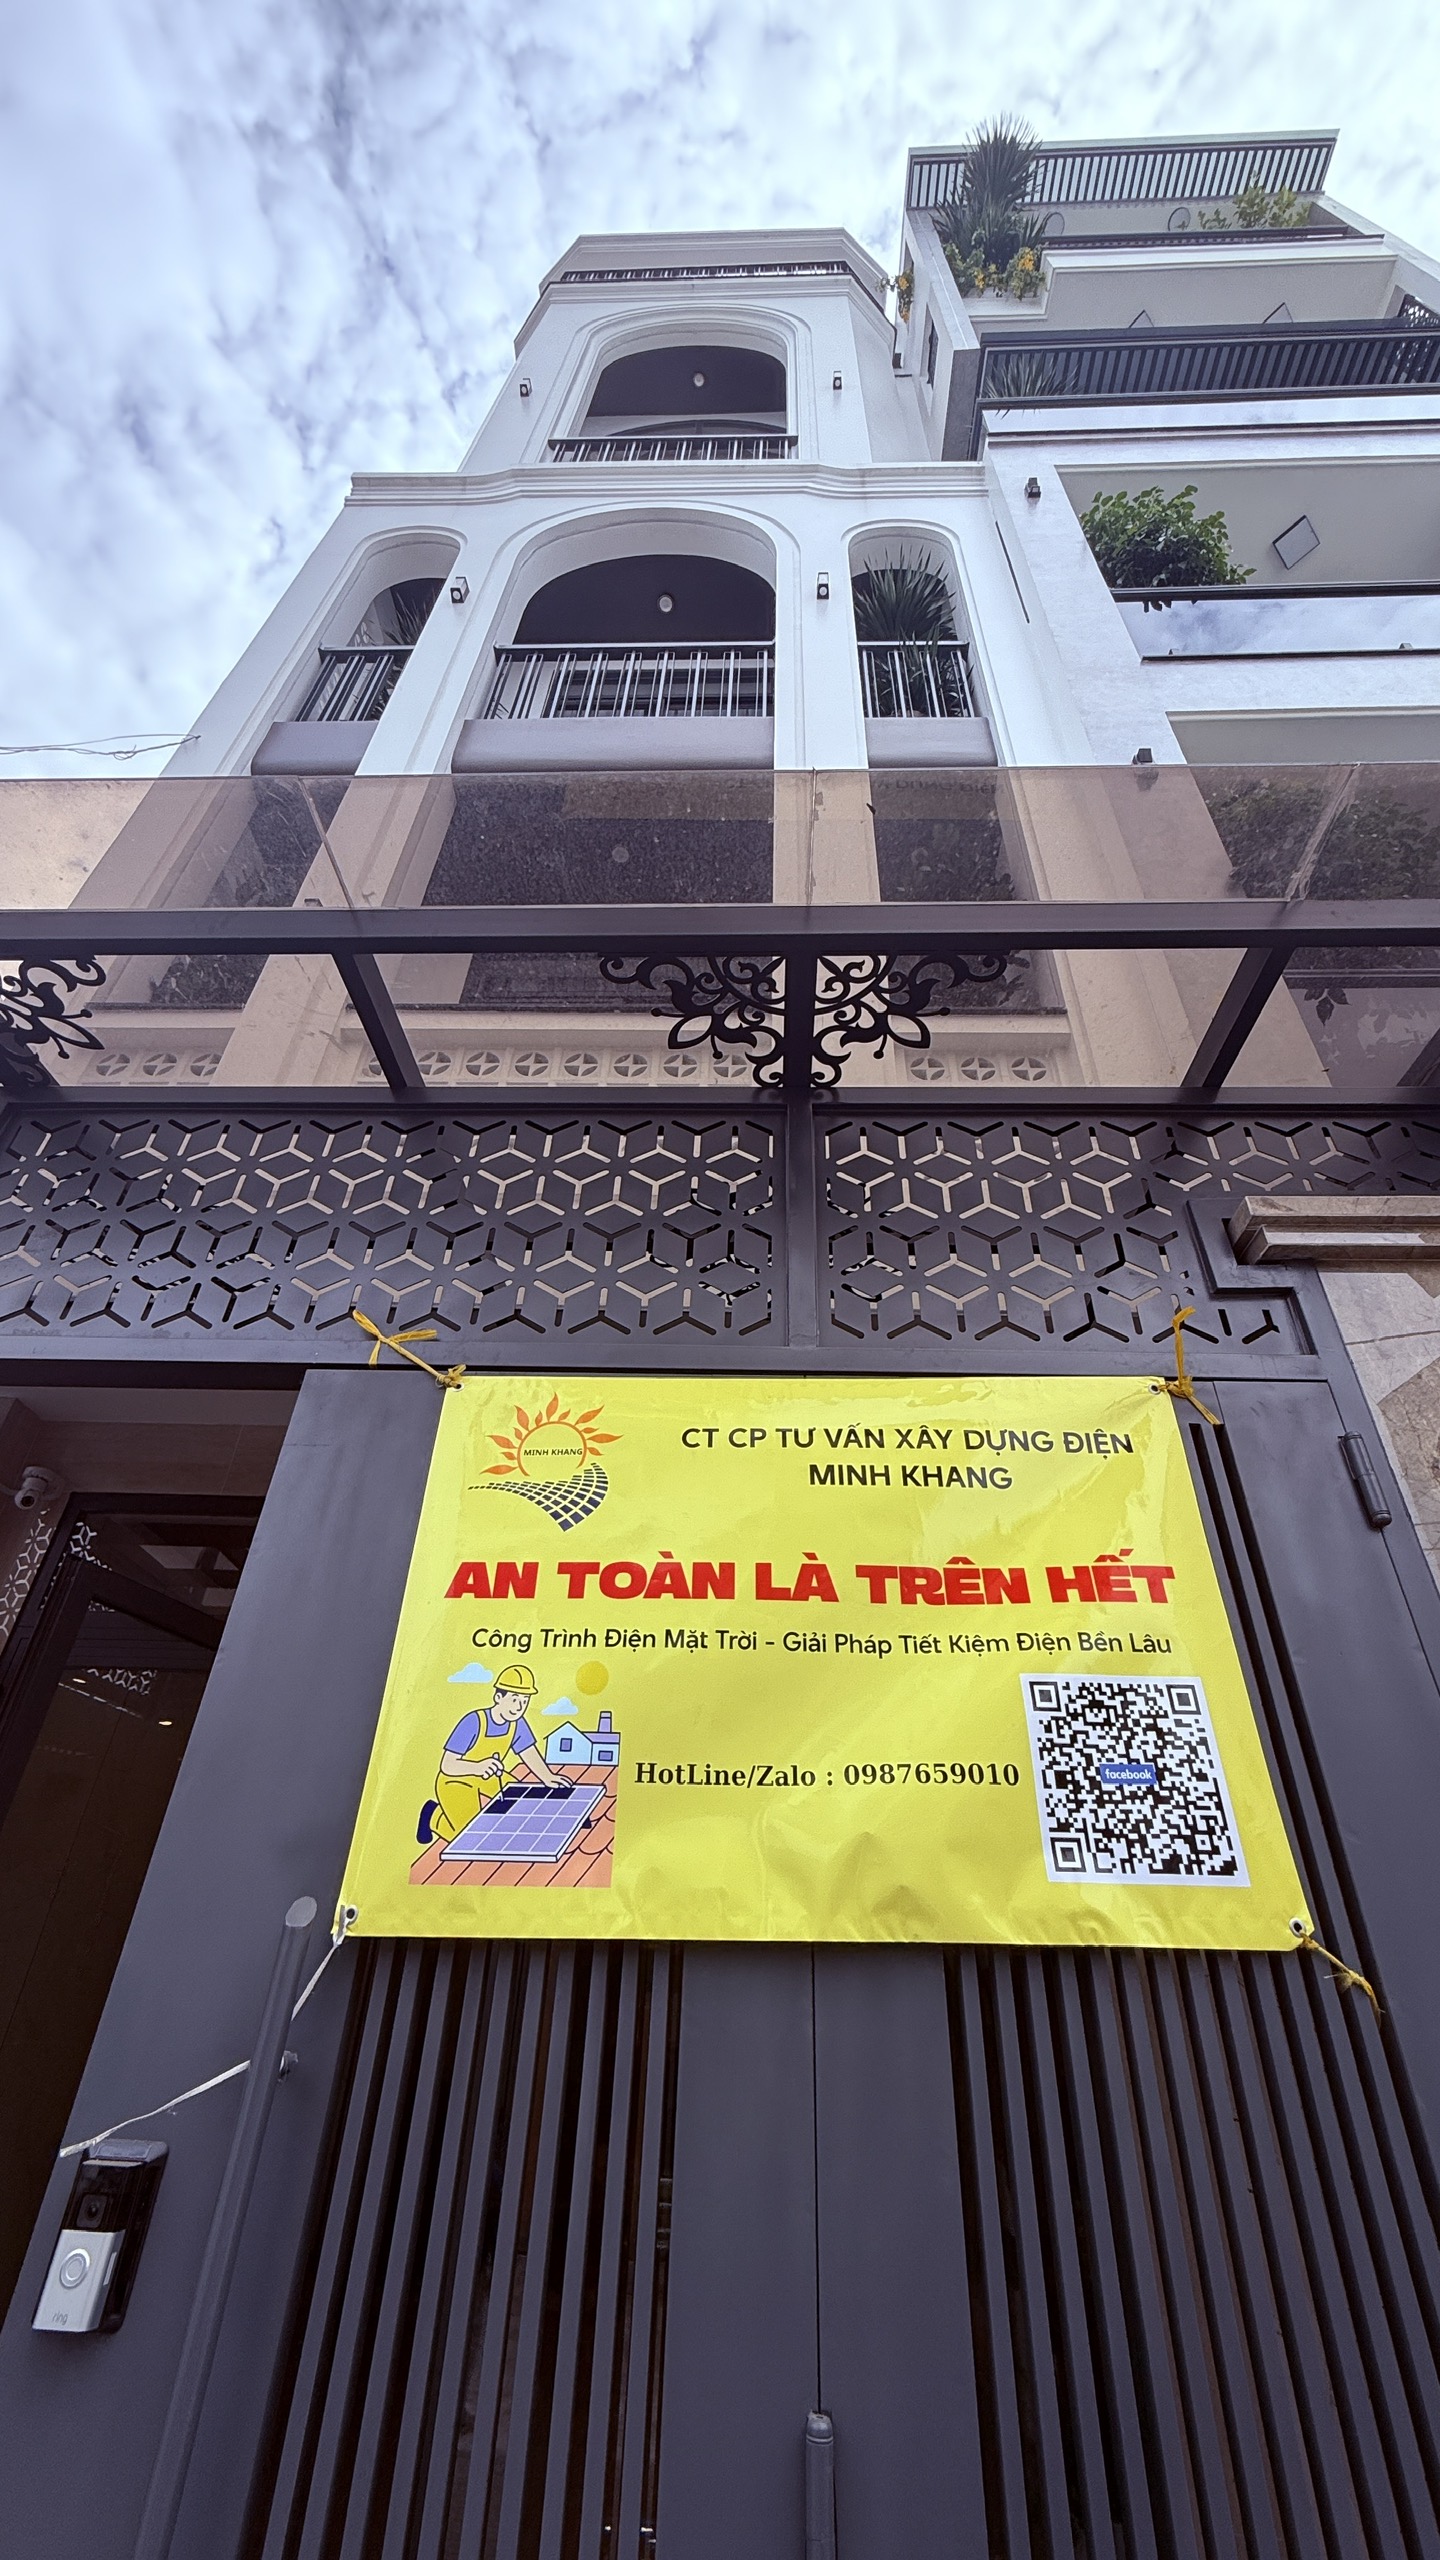 MINH KHANG
CT CP TƯ VẤN XÂY DỰNG ĐIỆN
MINH KHANG
AN TOÀN LÀ TRÊN HẾT
Công Trình Điện Mặt Trời - Giải Pháp Tiết Kiệm Điện Bền Lâu
HotLine/Zalo : 0987659010
facebook
ring